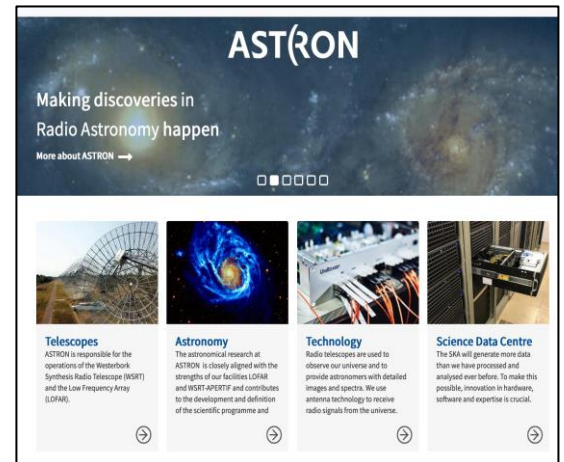 ASTRON
Making discoveries in
Radio Astronomy happen
More about ASTRON →
Telescopes
ASTRON is responsible for the
operations of the Westerbork
Synthesis Radio Telescope (WSRT)
and the Low Frequency Array
(LOFAR).
Astronomy
The astronomical research at
ASTRON is closely aligned with the
strengths of our facilities LOFAR
and WSRT-APERTIF and contributes
to the development and definition
of the scientific programme and
UniBoard²
Technology
Radio telescopes are used to
observe our universe and to
provide astronomers with detailed
images and spectra. We use
antenna technology to receive
radio signals from the universe.
Science Data Centre
The SKA will generate more data
than we have processed and
analysed ever before. To make this
possible, innovation in hardware,
software and expertise is crucial.